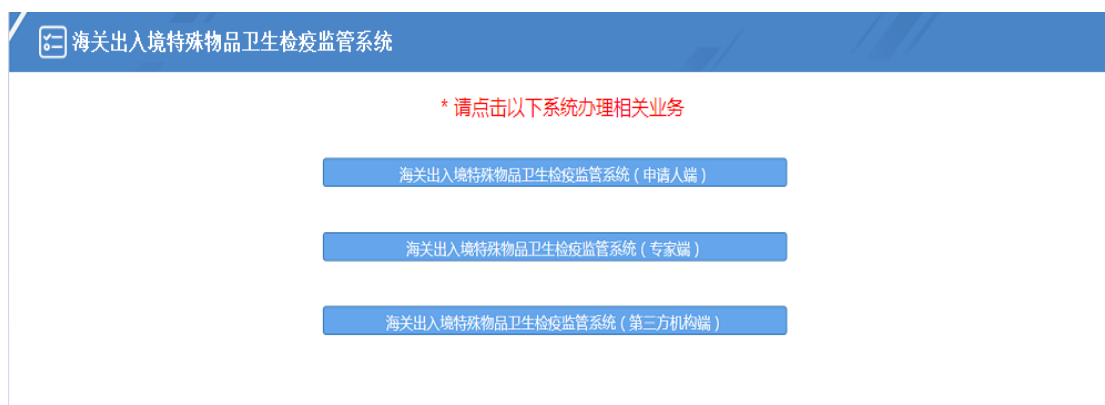 海关出入境特殊物品卫生检疫监管系统
* 请点击以下系统办理相关业务
海关出入境特殊物品卫生检疫监管系统（申请人端）
海关出入境特殊物品卫生检疫监管系统（专家端）
海关出入境特殊物品卫生检疫监管系统（第三方机构端）